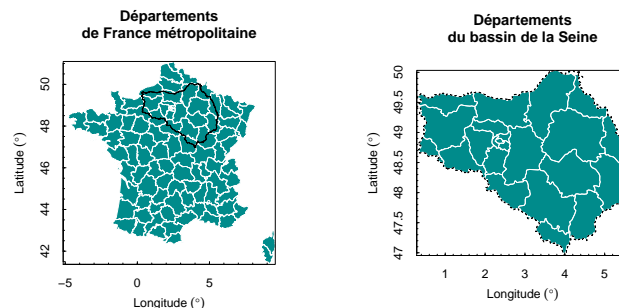 Départements
de France métropolitaine
50
48
46
44
42
Latitude (°)
−5
0
5
Longitude (°)
Départements
du bassin de la Seine
50
49.5
49
48.5
48
47.5
47
Latitude (°)
1
2
3
4
5
Longitude (°)